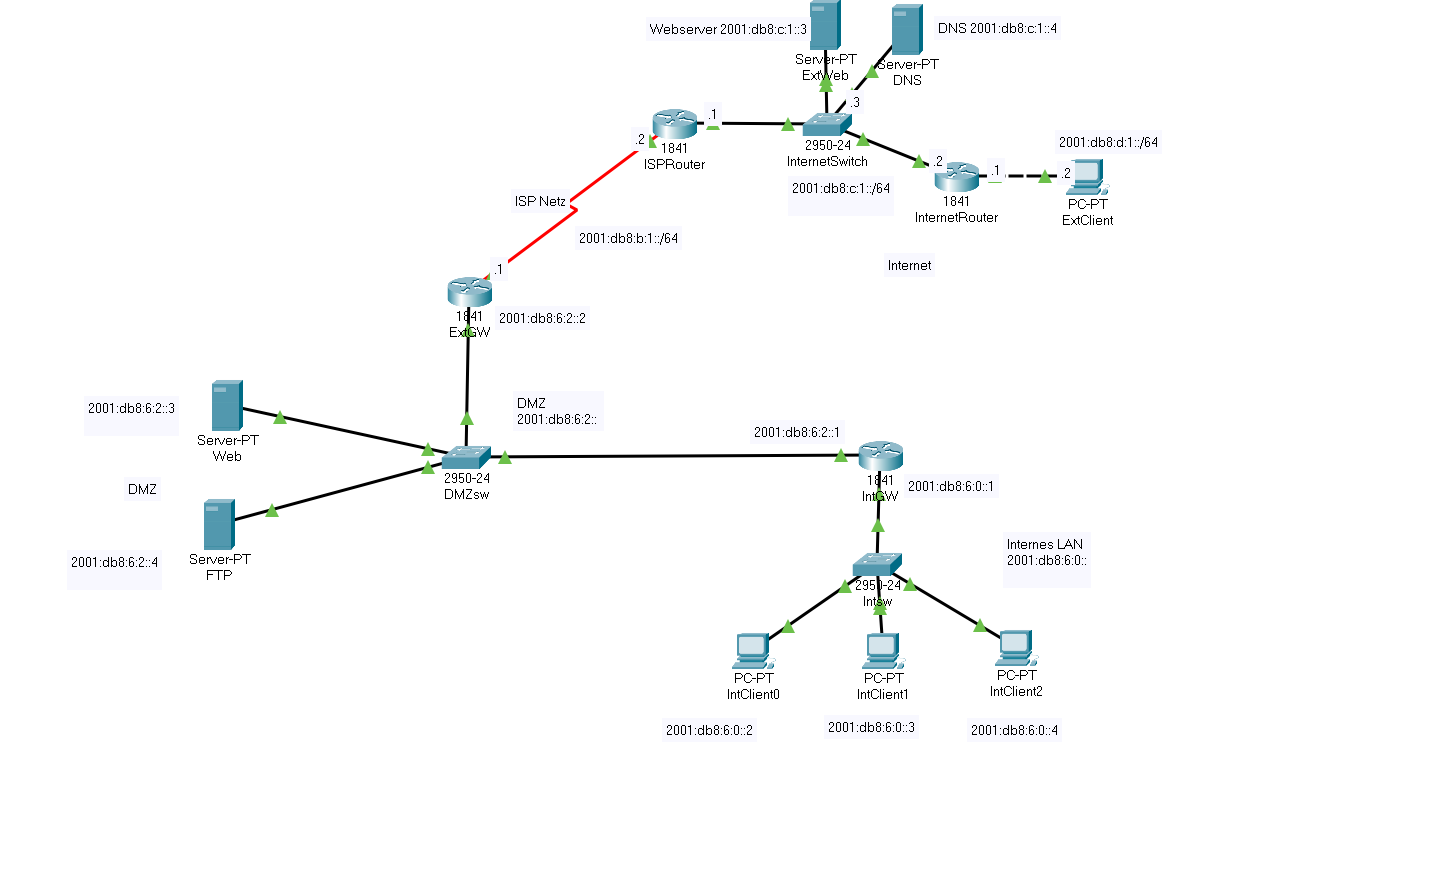 Webserver 2001:db8:c:1::3
DNS 2001:db8:c:1::4
Server-PT
ExtWeb
Server-PT
DNS
.3
.1
.2
1841
ISPRouter
2950-24
InternetSwitch
2001:db8:c:1::/64
.2
1841
InternetRouter
.1
.2
2001:db8:d:1::/64
PC-PT
ExtClient
Internet
ISP Netz
2001:db8:b:1::/64
.1
1841
ExtGW
2001:db8:6:2::2
2001:db8:6:2::3
Server-PT
Web
DMZ
2001:db8:6:2::
2001:db8:6:2::1
2950-24
DMZsw
DMZ
1841
IntGW
2001:db8:6:0::1
2001:db8:6:2::4
Server-PT
FTP
Internes LAN
2001:db8:6:0::
2950-24
Intsw
PC-PT
IntClient0
PC-PT
IntClient1
PC-PT
IntClient2
2001:db8:6:0::2
2001:db8:6:0::3
2001:db8:6:0::4